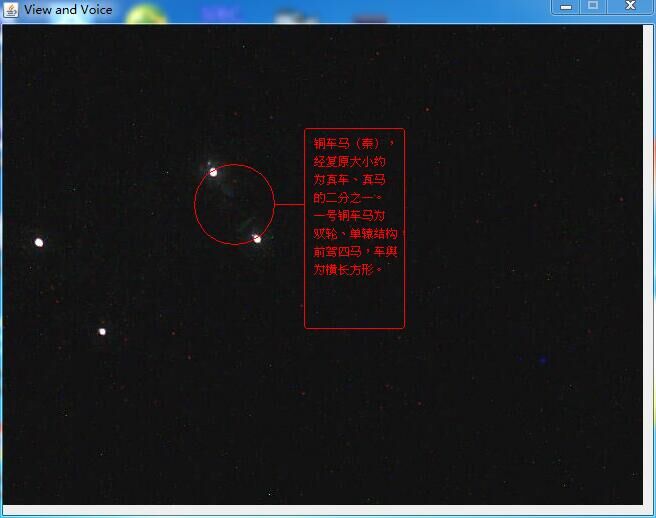 View and Voice
铜车马（秦），
经复原大小约
为真车、真马
的二分之一。
一号铜车马为
双轮、单辕结构，
前驾四马，车舆
为横长方形。